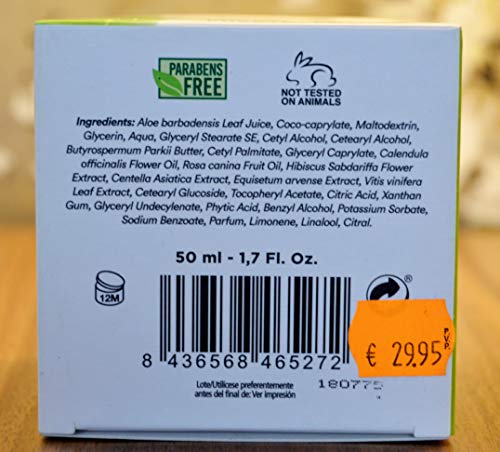 PARABENS
FREE
NOT TESTED
ON ANIMALS
Ingredients: Aloe barbadensis Leaf Juice, Coco-caprylate, Maltodextrin,
Glycerin, Aqua, Glyceryl Stearate SE, Cetyl Alcohol, Cetearyl Alcohol,
Butyrospermum Parkii Butter, Cetyl Palmitate, Glyceryl Caprylate, Calendula
officinalis Flower Oil, Rosa canina Fruit Oil, Hibiscus Sabdariffa Flower
Extract, Centella Asiatica Extract, Equisetum arvense Extract, Vitis vinifera
Leaf Extract, Cetearyl Glucoside, Tocopheryl Acetate, Citric Acid, Xanthan
Gum, Glyceryl Undecylenate, Phytic Acid, Benzyl Alcohol, Potassium Sorbate,
Sodium Benzoate, Parfum, Limonene, Linalool, Citral.
50 ml - 1,7 Fl. Oz.
12M
®
€ 29.95
P.V.P.
8 436568 465272
Lote/Utilícese preferentemente
antes del final de: Ver impresión
180775